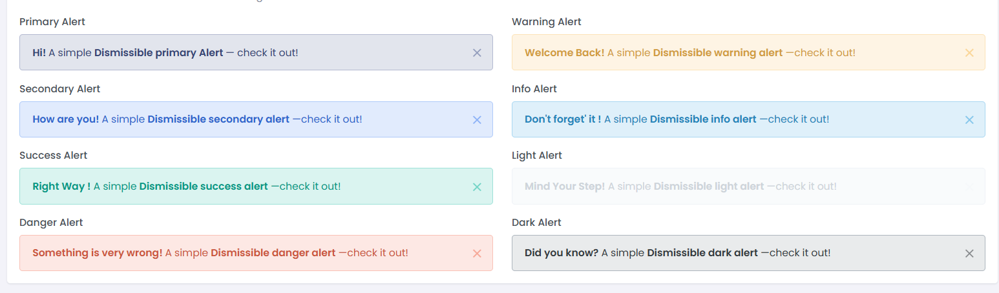 Primary Alert
Hi! A simple Dismissible primary Alert — check it out!
Secondary Alert
How are you! A simple Dismissible secondary alert —check it out!
Success Alert
Right Way ! A simple Dismissible success alert —check it out!
Danger Alert
Something is very wrong! A simple Dismissible danger alert —check it out!
Warning Alert
Welcome Back! A simple Dismissible warning alert —check it out!
Info Alert
Don't forget' it ! A simple Dismissible info alert —check it out!
Light Alert
Mind Your Step! A simple Dismissible light alert —check it out!
Dark Alert
Did you know? A simple Dismissible dark alert —check it out!